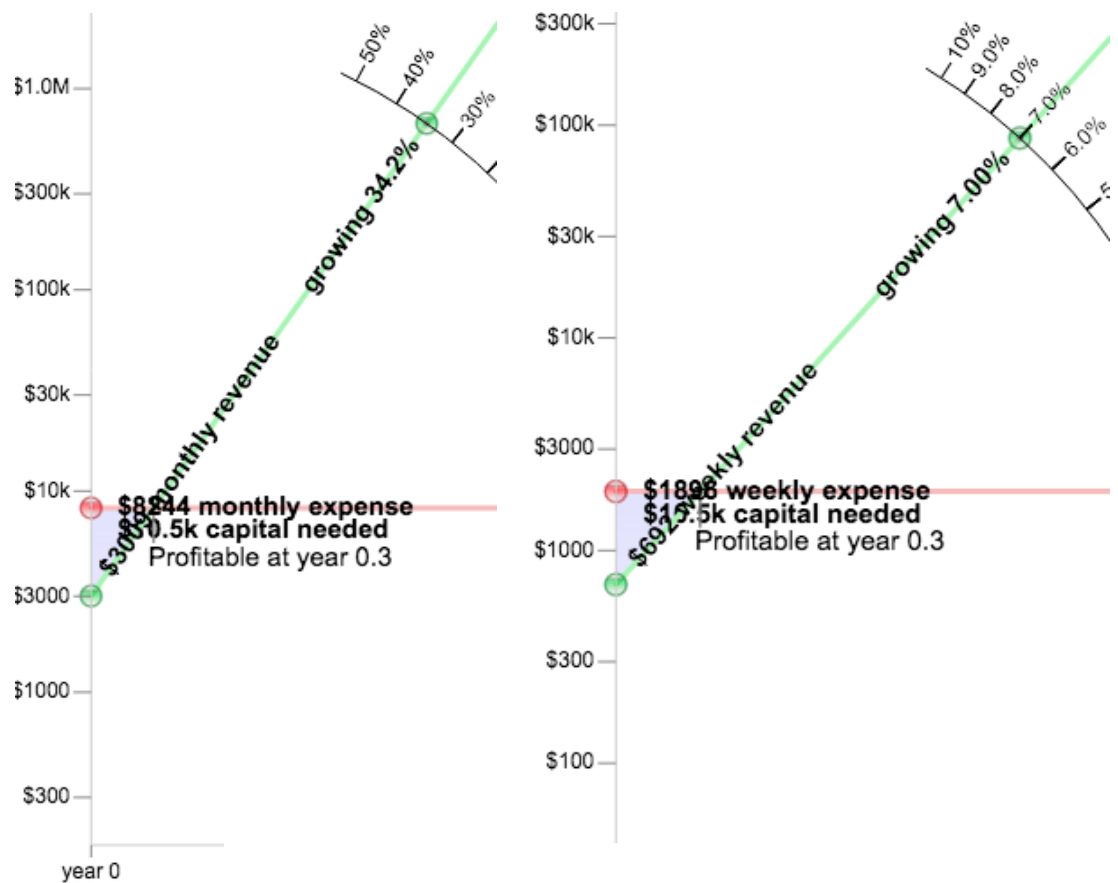 $1.0M
$300k
$100k
$30k
$10k
$3000
$1000
$300
year 0
50%
40%
30%
growing 34.2%
monthly revenue
monthly expense
capital needed
Profitable at year 0.3
$300k
$100k
$30k
$10k
$3000
$1000
$300
$100
10%
9.0%
8.0%
7.0%
6.0%
growing 7.00%
$692 weekly revenue
weekly expense
capital needed
Profitable at year 0.3